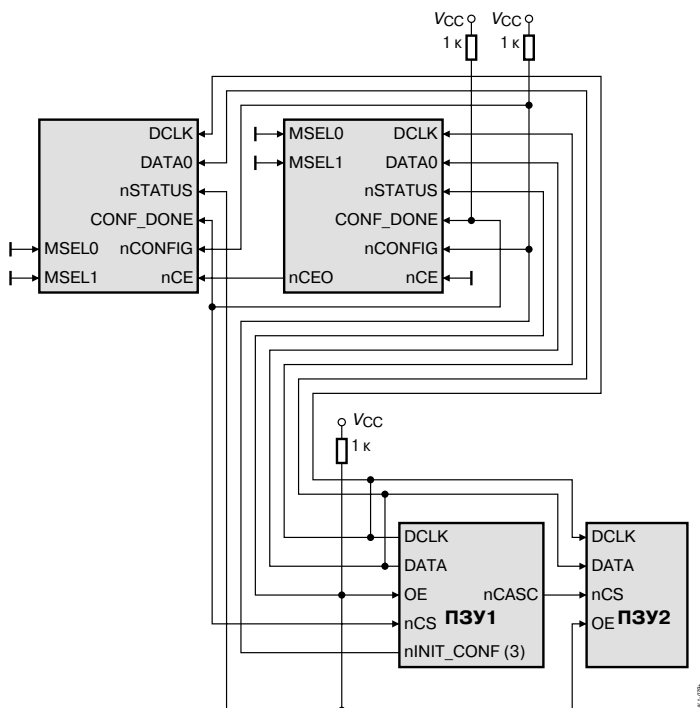 VCC
VCC
1 к
1 к
DCLK
DATA0
nSTATUS
CONF_DONE
MSEL0
nCONFIG
MSEL1
nCE
MSEL0
DCLK
MSEL1
DATA0
nSTATUS
CONF_DONE
nCONFIG
nCEO
nCE
VCC
1 к
DCLK
DATA
OE
nCASC
nCS
ПЗУ1
nINIT_CONF (3)
DCLK
DATA
nCS
OE
ПЗУ2